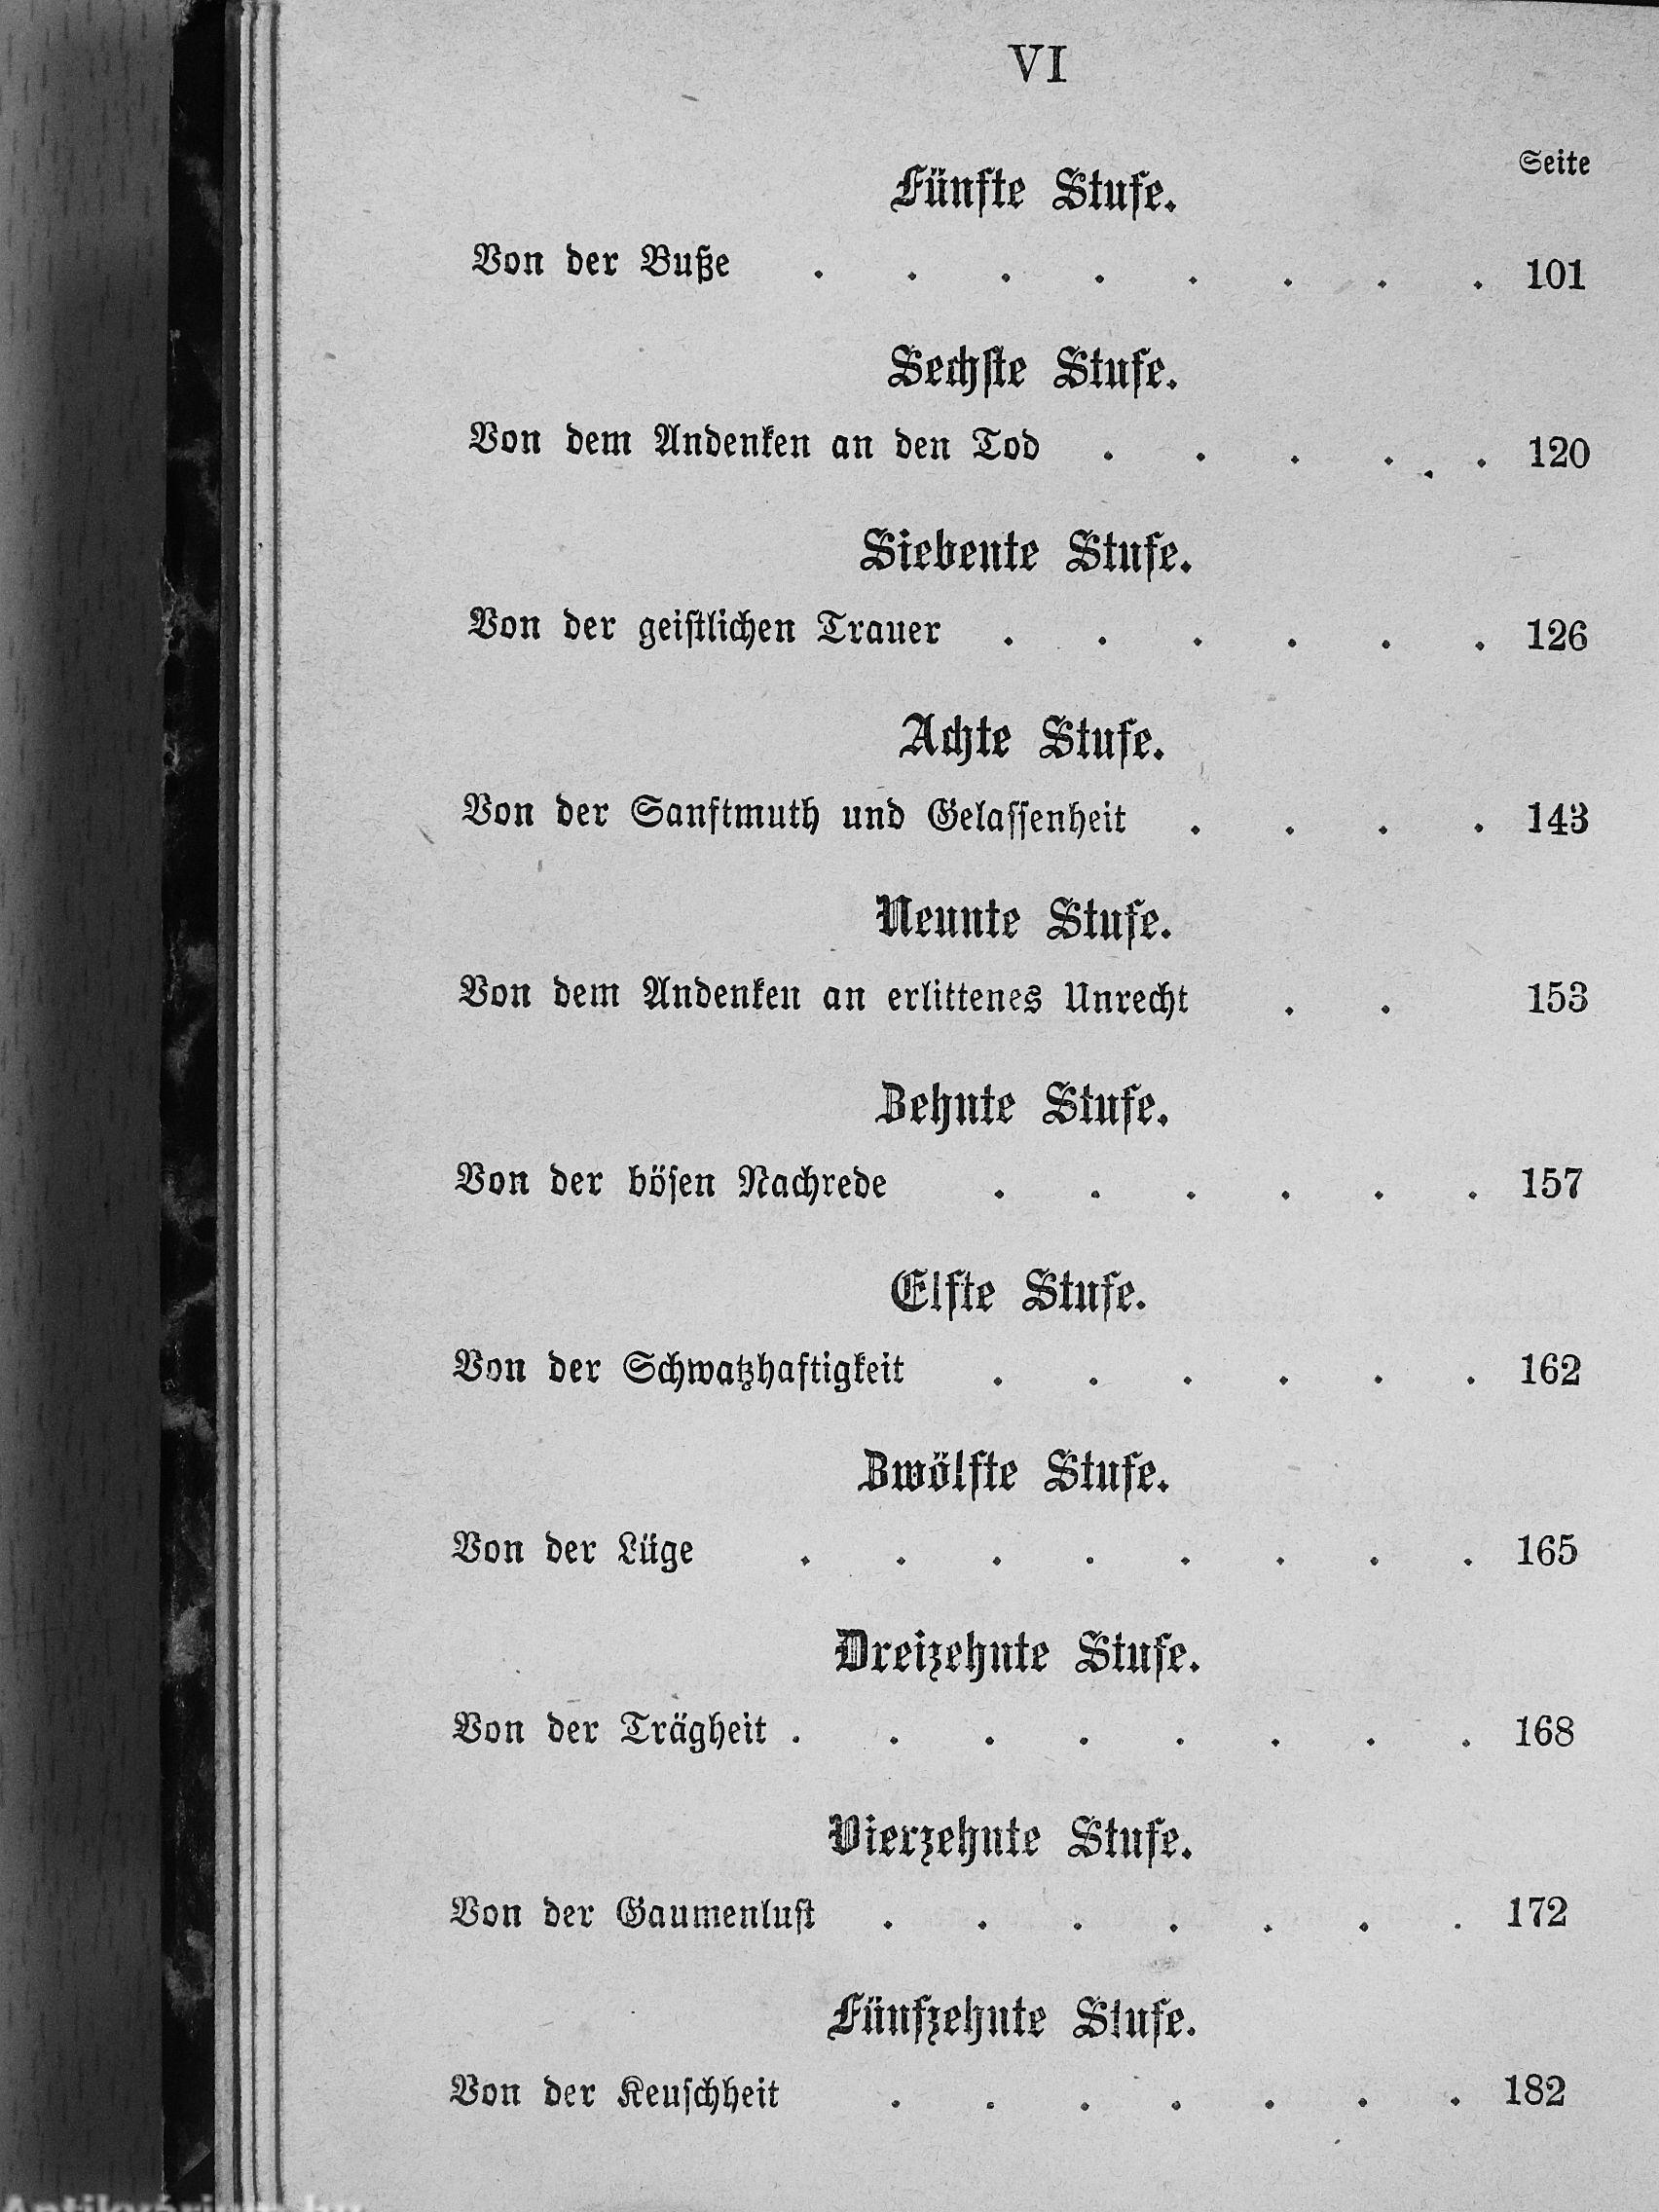 VI
Seite
Fünfte Stufe.
Von der Buße . . . . . . . . 101
Sechste Stufe.
Von dem Andenken an den Tod . . . . . 120
Siebente Stufe.
Von der geistlichen Trauer . . . . . . 126
Achte Stufe.
Von der Sanftmuth und Gelassenheit . . . . 143
Neunte Stufe.
Von dem Andenken an erlittenes Unrecht . . 153
Zehnte Stufe.
Von der bösen Nachrede . . . . . . 157
Elfte Stufe.
Von der Schwatzhaftigkeit . . . . . . 162
Zwölfte Stufe.
Von der Lüge . . . . . . . . 165
Dreizehnte Stufe.
Von der Trägheit . . . . . . . . 168
Vierzehnte Stufe.
Von der Gaumenlust . . . . . . . 172
Fünfzehnte Stufe.
Von der Keuschheit . . . . . . . 182